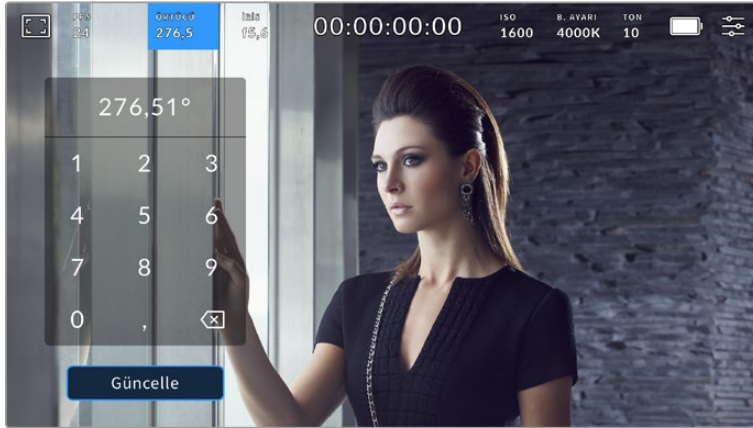 FPS ÖRTÜCÜ İRİS 00:00:00:00 ISO B. AYARI TON
24 276,5 f5,6 1600 4000K 10
276,51°
1 2 3
4 5 6
7 8 9
0 ,
Güncelle